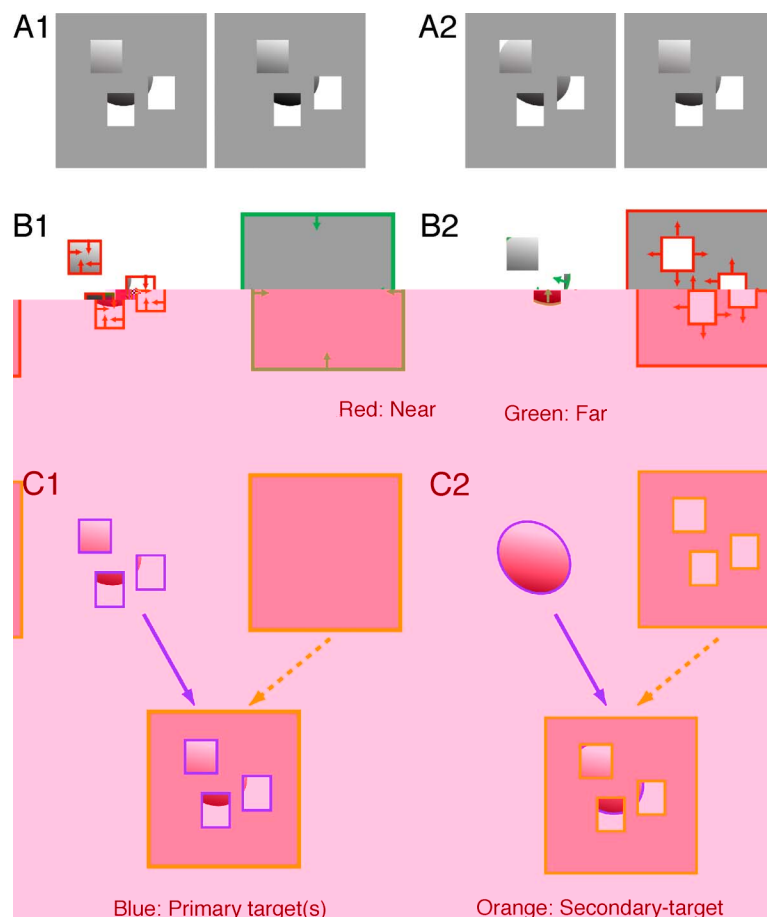 A1
A2
B1
B2
Red: Near
Green: Far
C1
C2
Blue: Primary target(s)
Orange: Secondary-target